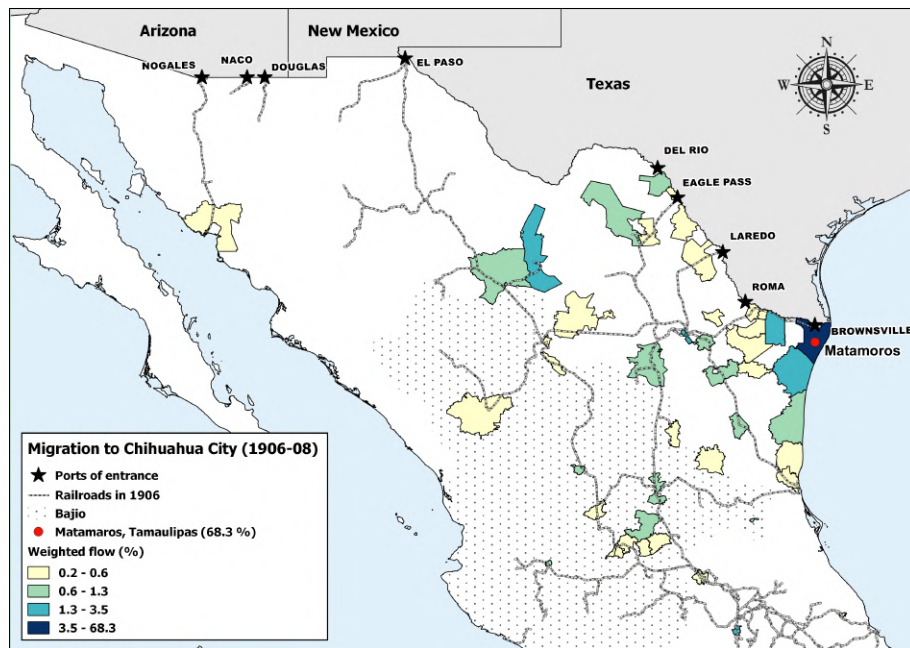 Arizona
New Mexico
NOGALES
NACO
DOUGLAS
EL PASO
Texas
N
W
E
S
DEL RIO
EAGLE PASS
LAREDO
ROMA
BROWNSVILLE
Matamoros
Migration to Chihuahua City (1906-08)
Ports of entrance
Railroads in 1906
Bajio
Matamaros, Tamaulipas (68.3 %)
Weighted flow (%)
0.2 - 0.6
0.6 - 1.3
1.3 - 3.5
3.5 - 68.3